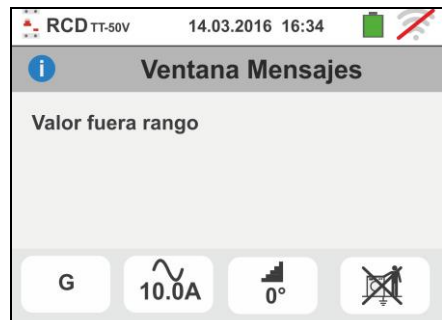 RCD TT-50V 14.03.2016 16:34
Ventana Mensajes
Valor fuera rango
G
10.0A
0°